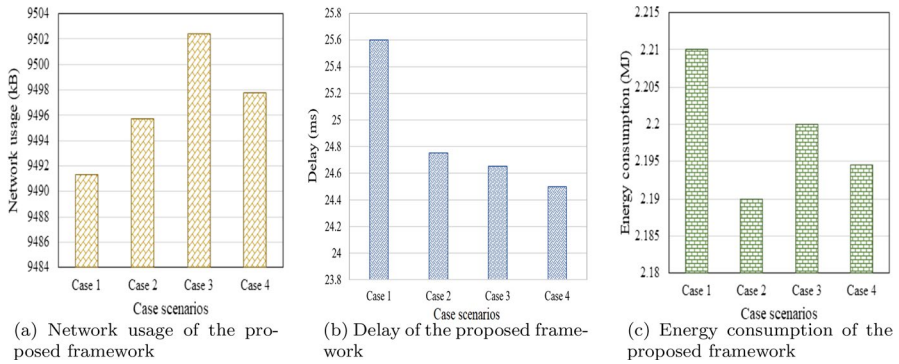 9504
9502
9500
9498
9496
9494
9492
9490
9488
9486
9484
Network usage (kB)
Case 1 Case 2 Case 3 Case 4
Case scenarios
(a) Network usage of the pro-
posed framework
25.8
25.6
25.4
25.2
25
24.8
24.6
24.4
24.2
24
23.8
Delay (ms)
Case 1 Case 2 Case 3 Case 4
Case scenarios
(b) Delay of the proposed frame-
work
2.215
2.21
2.205
2.2
2.195
2.19
2.185
2.18
Energy consumption (MJ)
Case 1 Case 2 Case 3 Case 4
Case scenarios
(c) Energy consumption of the
proposed framework